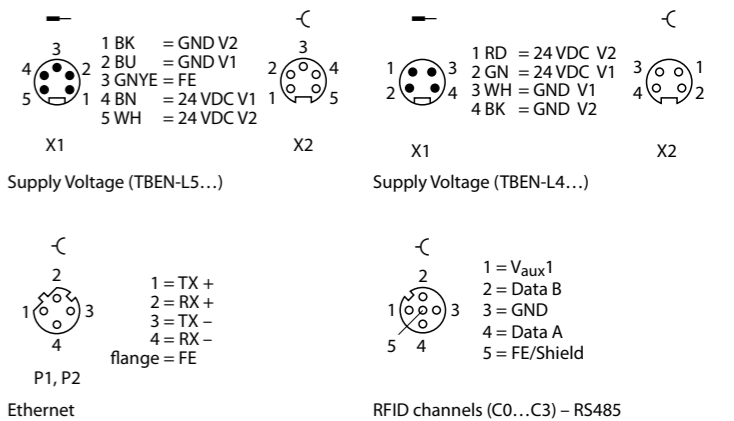 3
4
2
5
1
X1
1 BK = GND V2
2 BU = GND V1
3 GNYE = FE
4 BN = 24 VDC V1
5 WH = 24 VDC V2
3
2
4
1
5
X2
Supply Voltage (TBEN-L5…)
1
3
2
4
X1
1 RD = 24 VDC V2
2 GN = 24 VDC V1
3 WH = GND V1
4 BK = GND V2
3
1
4
2
X2
Supply Voltage (TBEN-L4…)
2
1
3
4
P1, P2
1 = TX +
2 = RX +
3 = TX –
4 = RX –
flange = FE
Ethernet
2
1
3
5
4
1 = Vaux1
2 = Data B
3 = GND
4 = Data A
5 = FE/Shield
RFID channels (C0…C3) – RS485